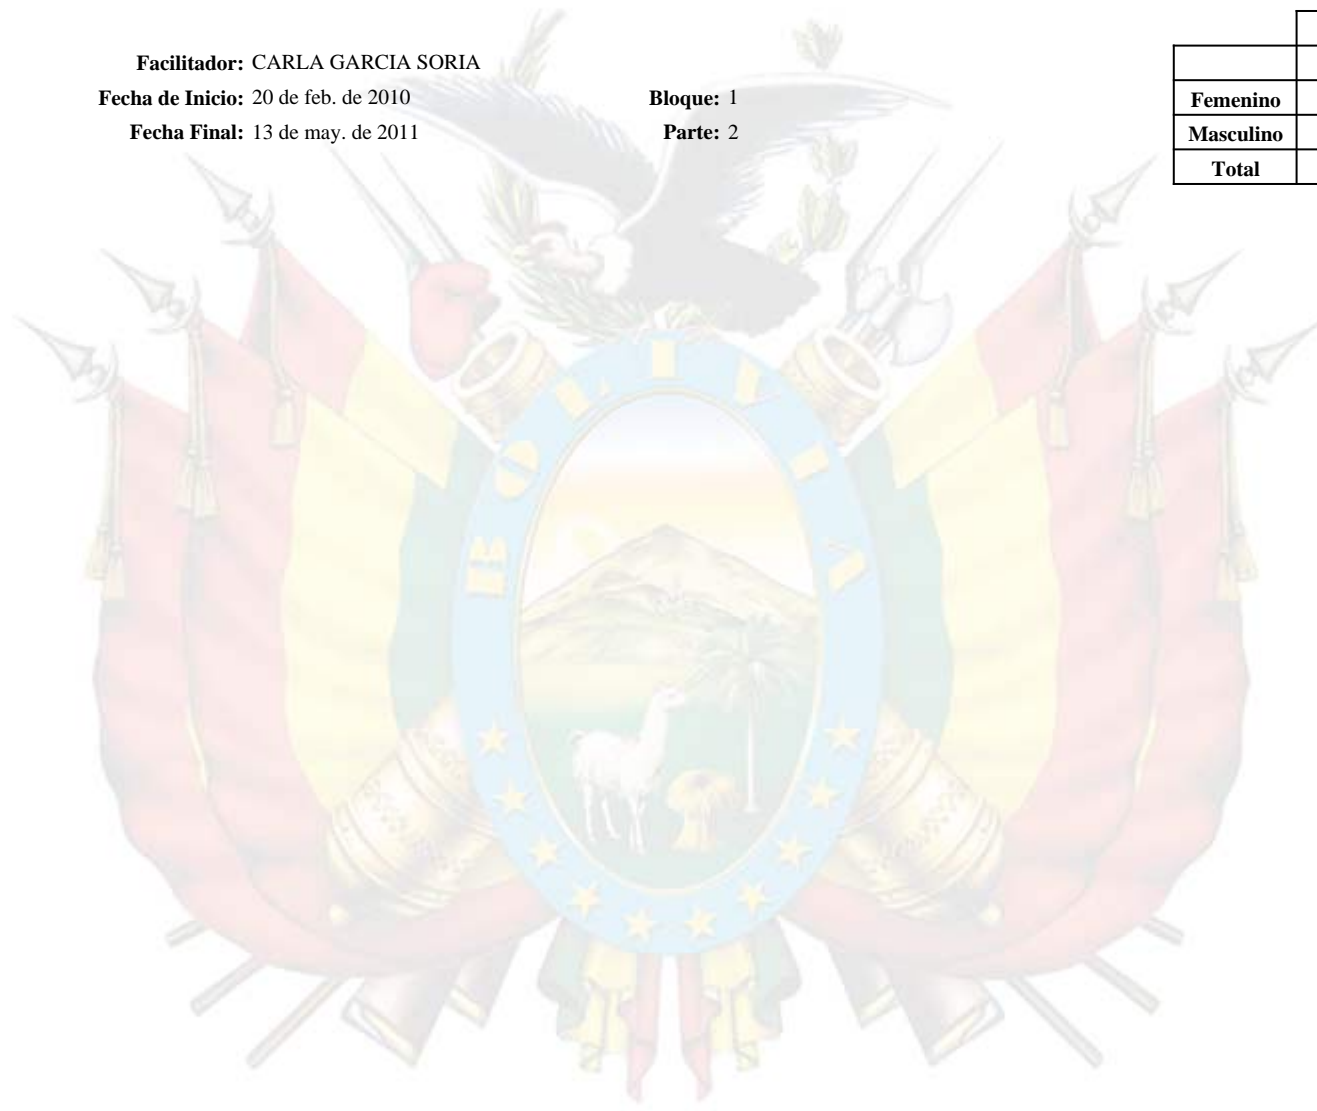 Facilitador: CARLA GARCIA SORIA
Fecha de Inicio: 20 de feb. de 2010 Bloque: 1
Fecha Final: 13 de may. de 2011 Parte: 2
Femenino
Masculino
Total
BOLIVIA